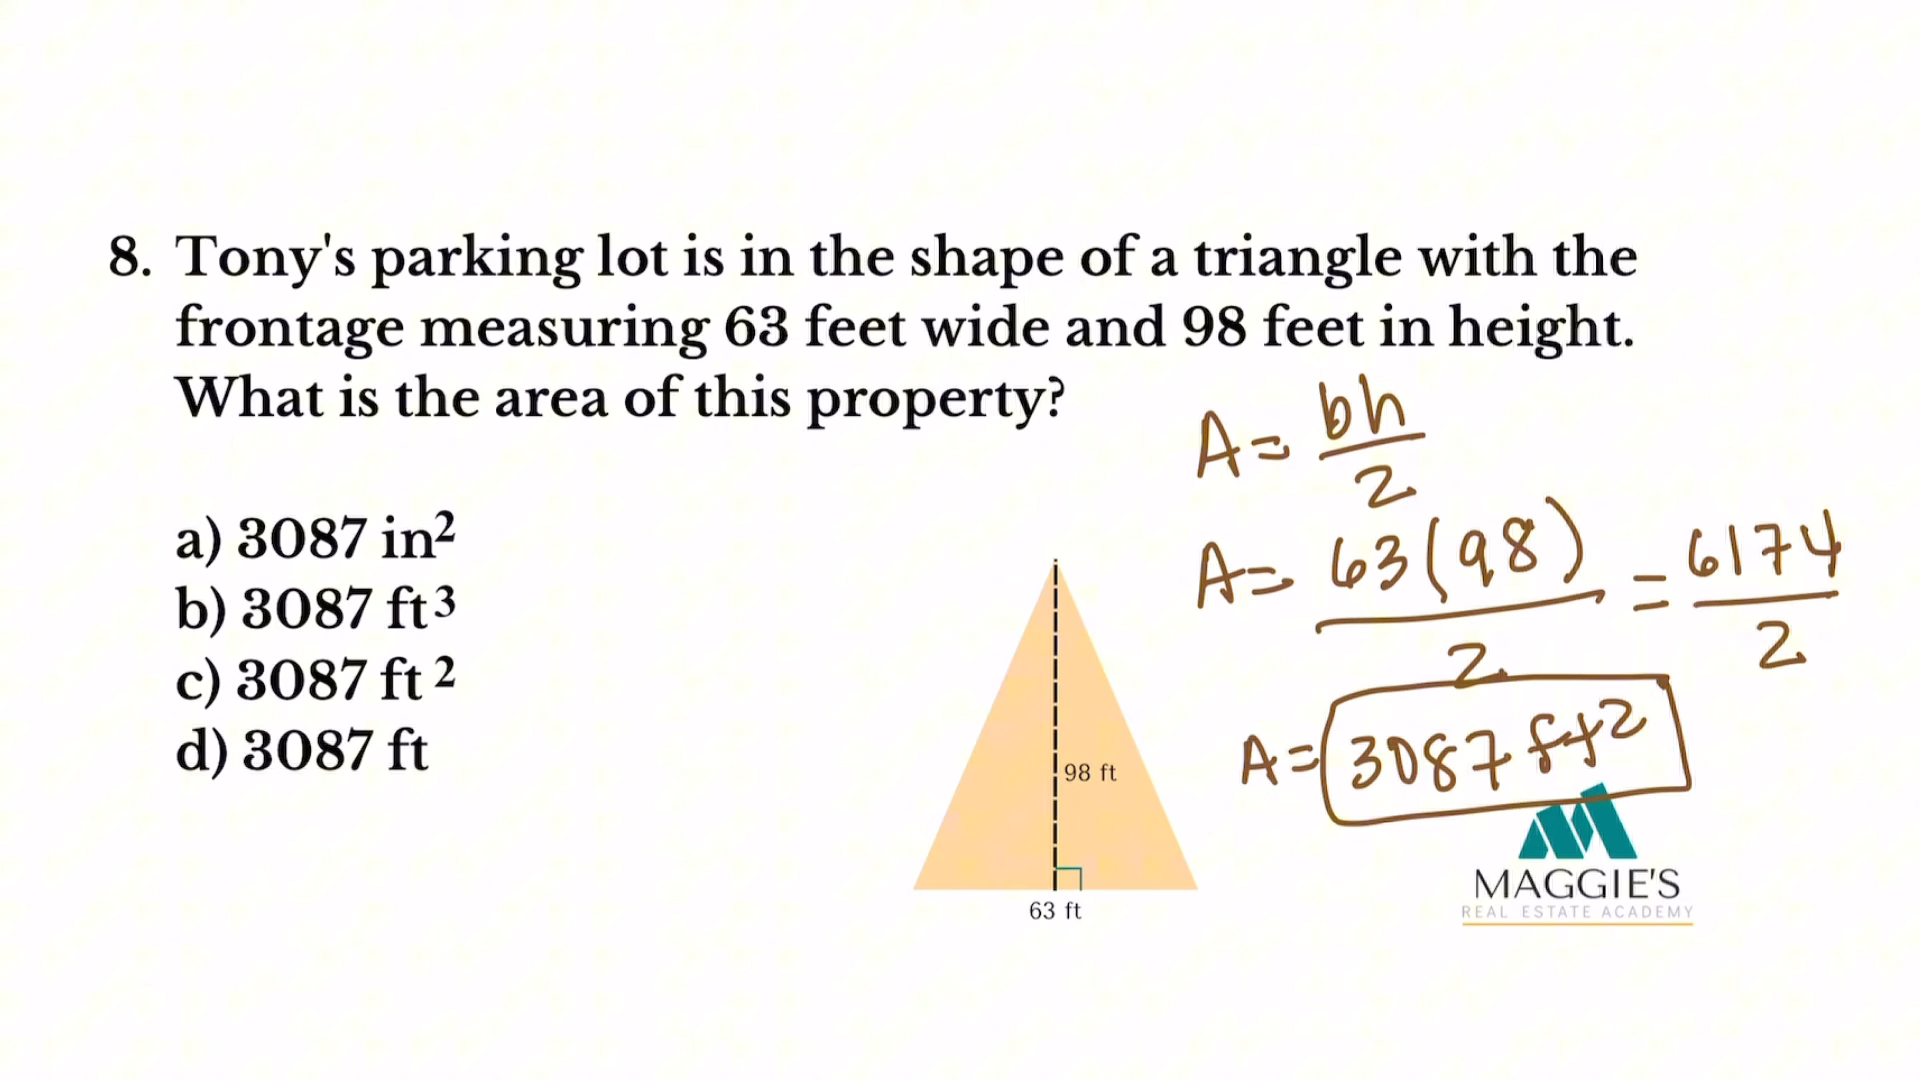 8. Tony's parking lot is in the shape of a triangle with the
frontage measuring 63 feet wide and 98 feet in height.
What is the area of this property?
A = bh/2
a) 3087 in²
b) 3087 ft³
c) 3087 ft²
d) 3087 ft
A = 63(98)/2 = 6174/2
A = 3087 ft²
98 ft
63 ft
MAGGIE'S
REAL ESTATE ACADEMY